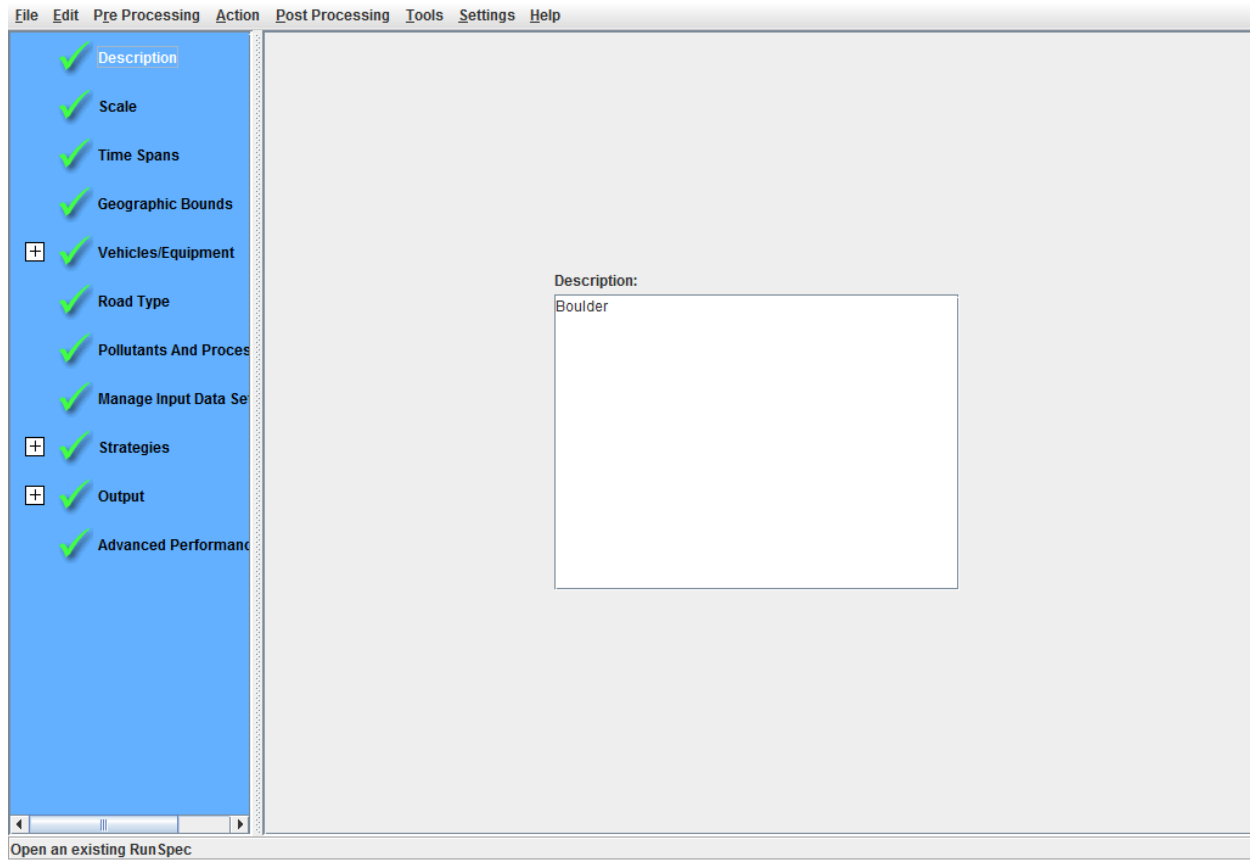 File Edit Pre Processing Action Post Processing Tools Settings Help
Description
Scale
Time Spans
Geographic Bounds
Vehicles/Equipment
Road Type
Pollutants And Proces
Manage Input Data Se
Strategies
Output
Advanced Performanc
Description:
Boulder
Open an existing RunSpec